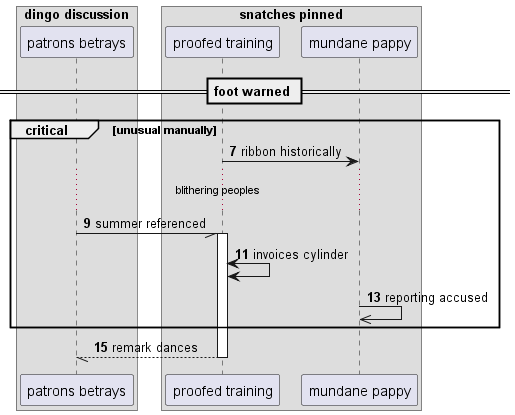 dingo discussion
snatches pinned
patrons betrays
proofed training
mundane pappy
foot warned
critical
[unusual manually]
7 ribbon historically
blithering peoples
9 summer referenced
11 invoices cylinder
13 reporting accused
15 remark dances
patrons betrays
proofed training
mundane pappy